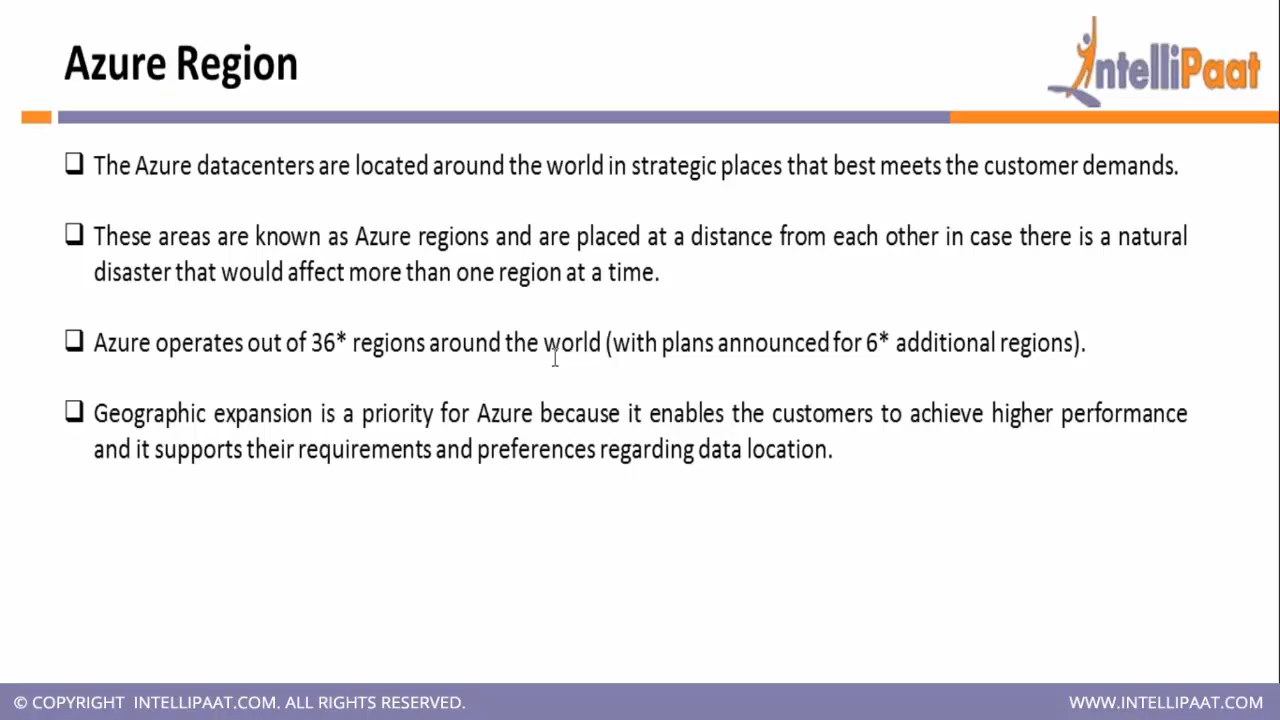 Azure Region
IntelliPaat
❑ The Azure datacenters are located around the world in strategic places that best meets the customer demands.
❑ These areas are known as Azure regions and are placed at a distance from each other in case there is a natural
disaster that would affect more than one region at a time.
❑ Azure operates out of 36* regions around the world (with plans announced for 6* additional regions).
❑ Geographic expansion is a priority for Azure because it enables the customers to achieve higher performance
and it supports their requirements and preferences regarding data location.
© COPYRIGHT INTELLIPAAT.COM. ALL RIGHTS RESERVED.
WWW.INTELLIPAAT.COM